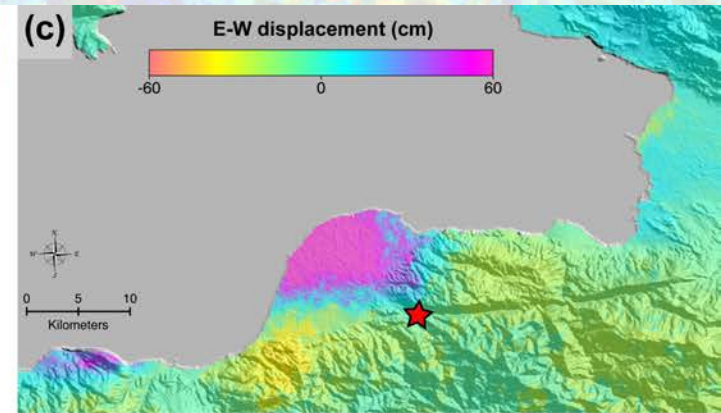 (c)
E-W displacement (cm)
-60 0 60
N
W E
S
0 5 10
Kilometers